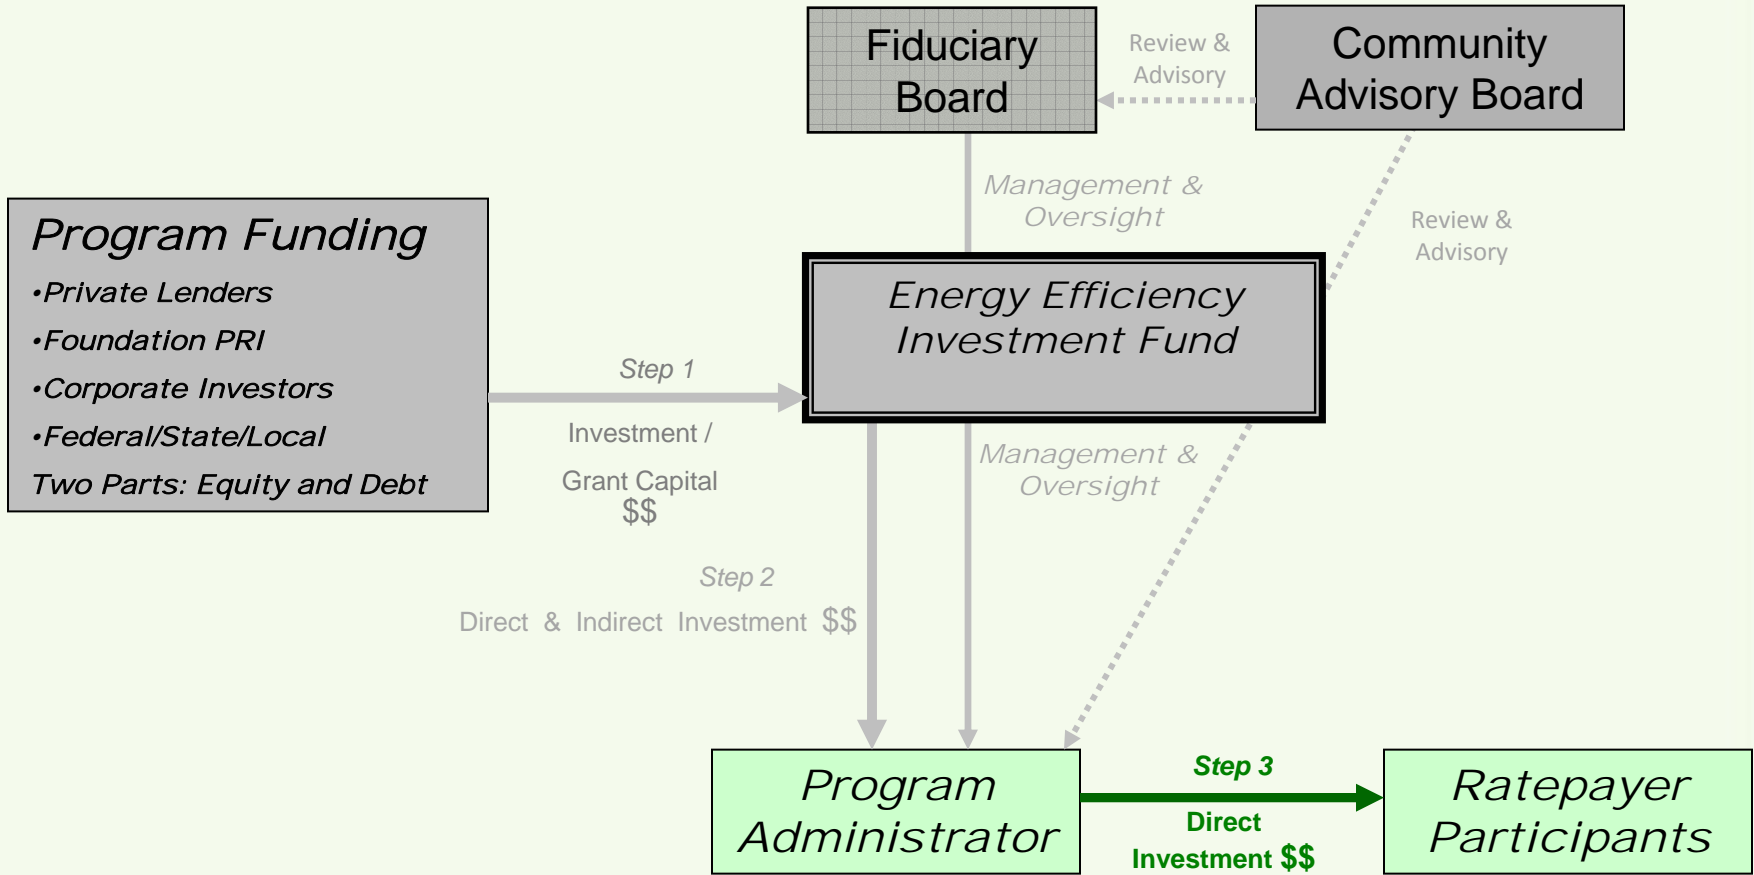 Fiduciary
Board
Review &
Advisory
Community
Advisory Board
Management &
Oversight
Review &
Advisory
Program Funding
•Private Lenders
•Foundation PRI
•Corporate Investors
•Federal/State/Local
Two Parts: Equity and Debt
Step 1
Investment /
Grant Capital
$$
Energy Efficiency
Investment Fund
Management &
Oversight
Step 2
Direct & Indirect Investment $$
Program
Administrator
Step 3
Direct
Investment $$
Ratepayer
Participants